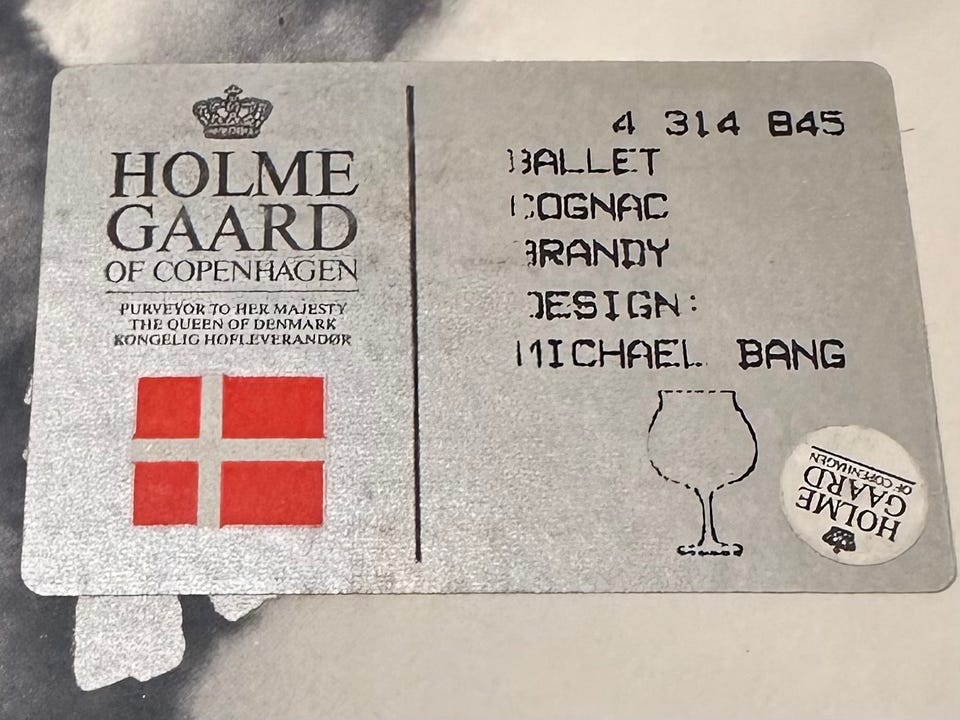 HOLME
GAARD
OF COPENHAGEN
PURVEYOR TO HER MAJESTY
THE QUEEN OF DENMARK
KONGELIG HOFLEVERANDØR
4 314 845
BALLET
COGNAC
BRANDY
DESIGN:
MICHAEL BANG
HOLME
GAARD
OF COPENHAGEN